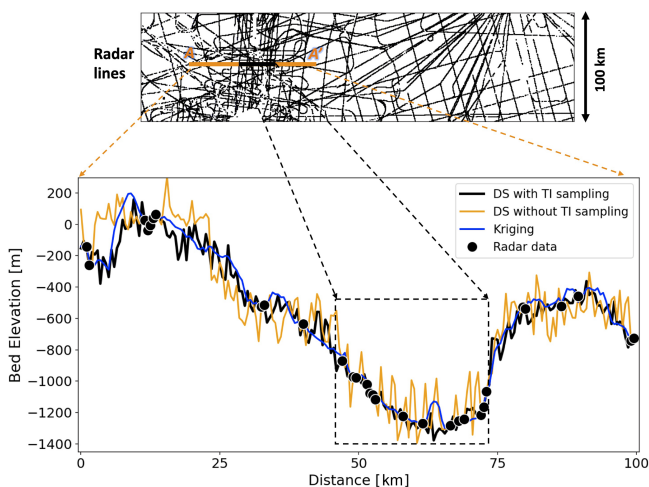 Radar
lines
A
A'
100 km
200
0
−200
−400
−600
−800
−1000
−1200
−1400
Bed Elevation [m]
DS with TI sampling
DS without TI sampling
Kriging
Radar data
0
25
50
75
100
Distance [km]